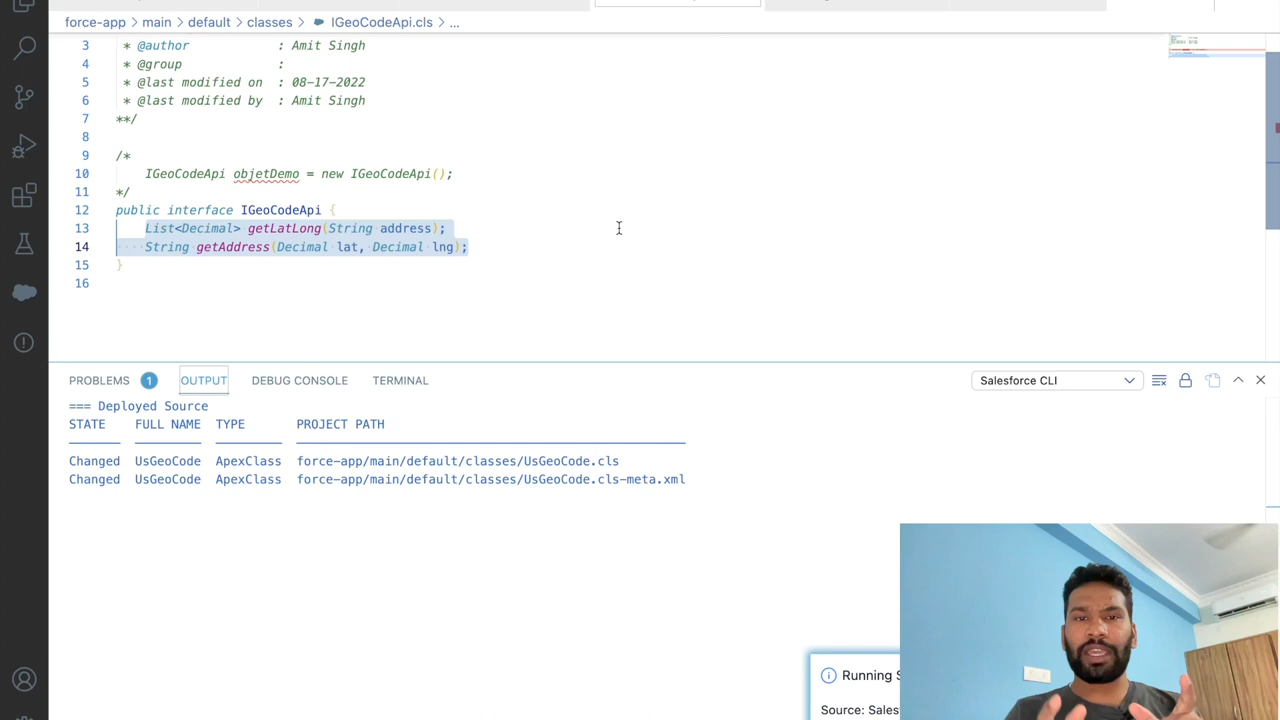 force-app > main > default > classes > IGeoCodeApi.cls > ...
3 * @author : Amit Singh
4 * @group :
5 * @last modified on : 08-17-2022
6 * @last modified by : Amit Singh
7 **/
8
9 /*
10 IGeoCodeApi objetDemo = new IGeoCodeApi();
11 */
12 public interface IGeoCodeApi {
13 List<Decimal> getLatLong(String address);
14 String getAddress(Decimal lat, Decimal lng);
15 }
16
PROBLEMS 1 OUTPUT DEBUG CONSOLE TERMINAL Salesforce CLI
=== Deployed Source
STATE FULL NAME TYPE PROJECT PATH
Changed UsGeoCode ApexClass force-app/main/default/classes/UsGeoCode.cls
Changed UsGeoCode ApexClass force-app/main/default/classes/UsGeoCode.cls-meta.xml
Running
Source: